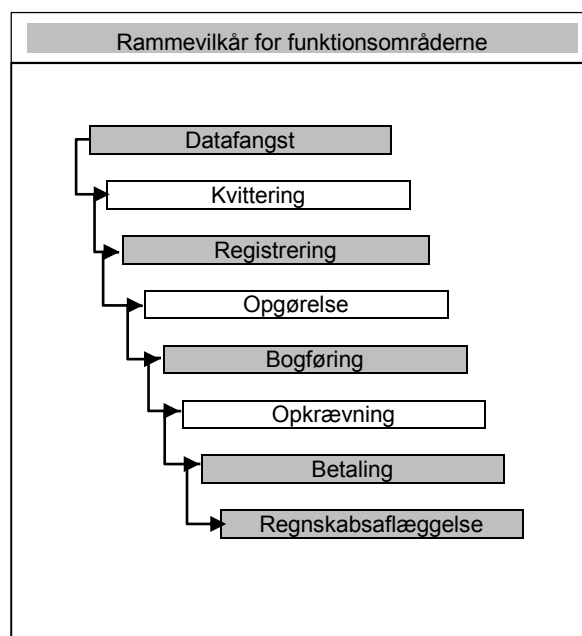 Rammevilkår for funktionsområderne
Datafangst
Kvittering
Registrering
Opgørelse
Bogføring
Opkrævning
Betaling
Regnskabsaflæggelse